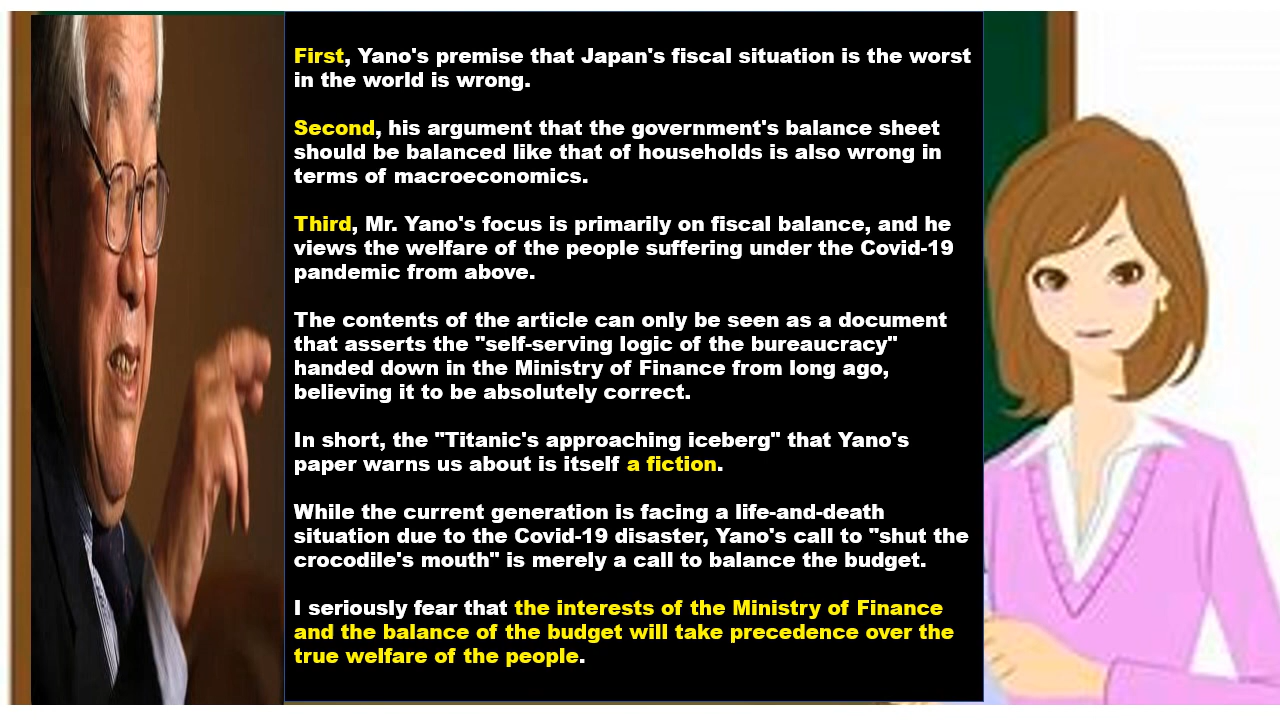 First, Yano's premise that Japan's fiscal situation is the worst
in the world is wrong.
Second, his argument that the government's balance sheet
should be balanced like that of households is also wrong in
terms of macroeconomics.
Third, Mr. Yano's focus is primarily on fiscal balance, and he
views the welfare of the people suffering under the Covid-19
pandemic from above.
The contents of the article can only be seen as a document
that asserts the "self-serving logic of the bureaucracy"
handed down in the Ministry of Finance from long ago,
believing it to be absolutely correct.
In short, the "Titanic's approaching iceberg" that Yano's
paper warns us about is itself a fiction.
While the current generation is facing a life-and-death
situation due to the Covid-19 disaster, Yano's call to "shut the
crocodile's mouth" is merely a call to balance the budget.
I seriously fear that the interests of the Ministry of Finance
and the balance of the budget will take precedence over the
true welfare of the people.